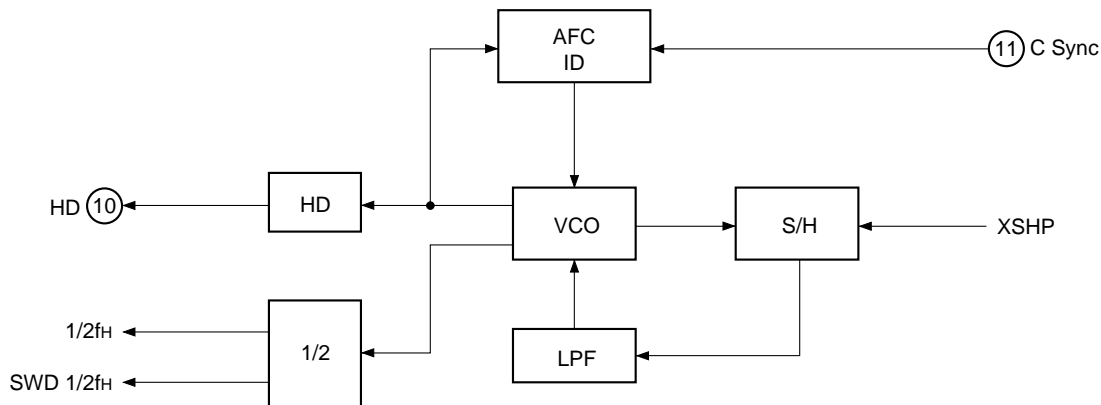 AFC
ID
11 C Sync
HD 10
HD
VCO
S/H
XSHP
1/2fH
1/2
LPF
SWD 1/2fH